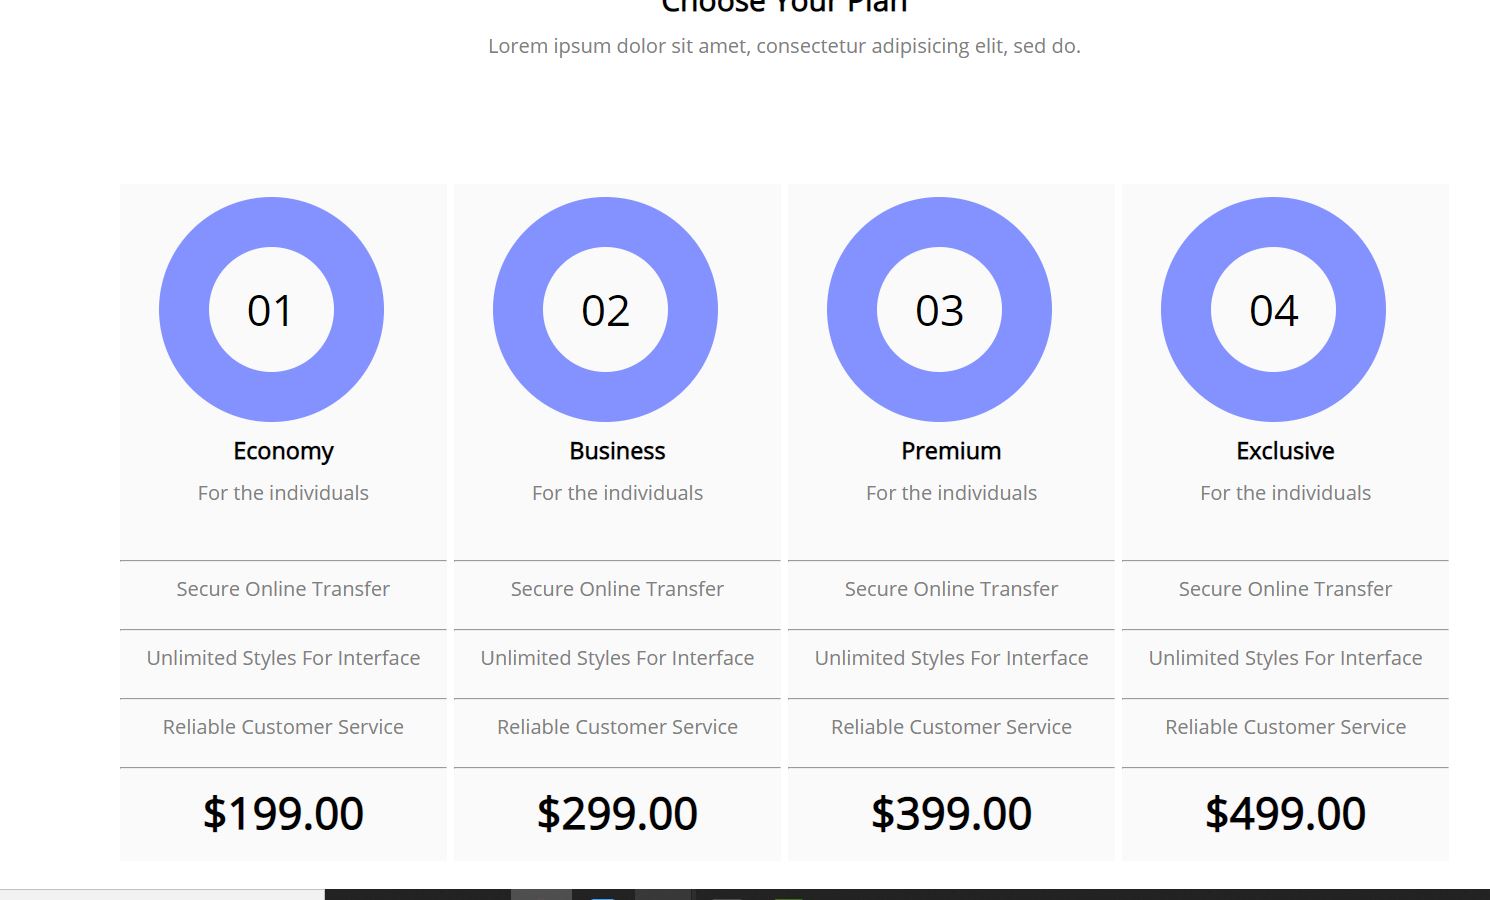 Choose Your Plan
Lorem ipsum dolor sit amet, consectetur adipisicing elit, sed do.
01 02 03 04
Economy Business Premium Exclusive
For the individuals For the individuals For the individuals For the individuals
Secure Online Transfer Secure Online Transfer Secure Online Transfer Secure Online Transfer
Unlimited Styles For Interface Unlimited Styles For Interface Unlimited Styles For Interface Unlimited Styles For Interface
Reliable Customer Service Reliable Customer Service Reliable Customer Service Reliable Customer Service
$199.00 $299.00 $399.00 $499.00